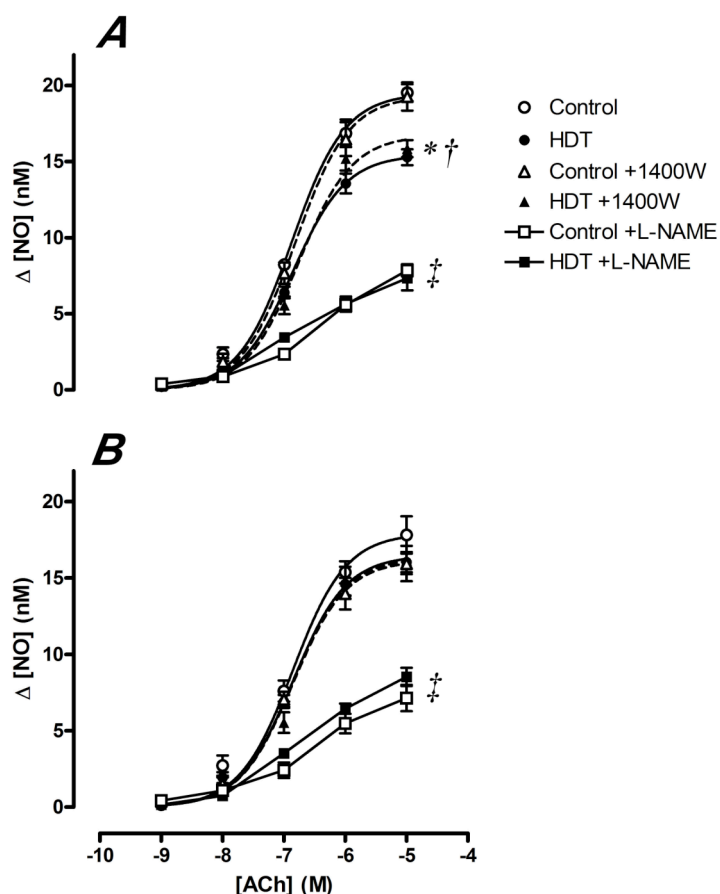 A
Δ [NO] (nM)
20
15
10
5
0
* †
‡
Control
HDT
Control +1400W
HDT +1400W
Control +L-NAME
HDT +L-NAME
B
Δ [NO] (nM)
20
15
10
5
0
‡
-10 -9 -8 -7 -6 -5 -4
[ACh] (M)